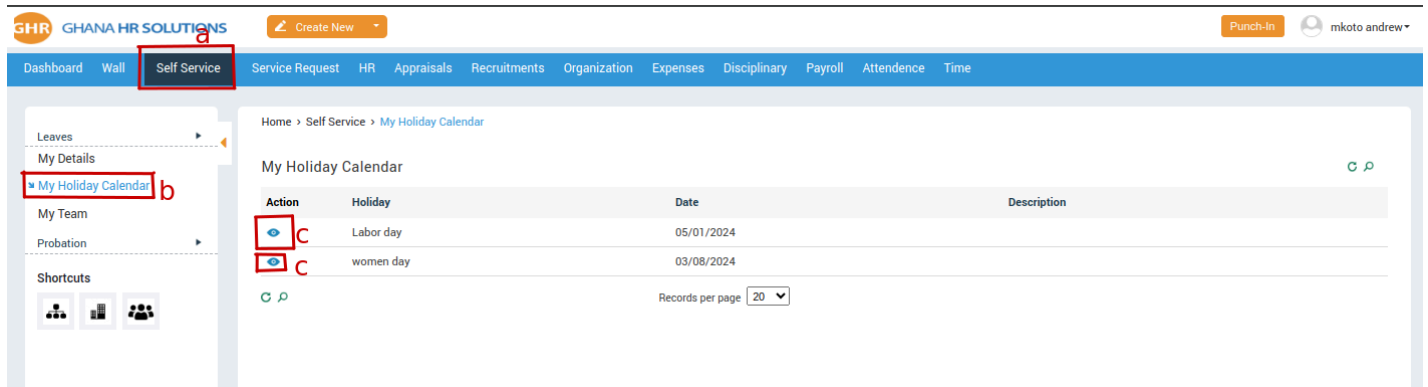 GHR GHANA HR SOLUTIONS Create New Punch-In mkoto andrew
a
Dashboard Wall Self Service Service Request HR Appraisals Recruitments Organization Expenses Disciplinary Payroll Attendence Time
Home › Self Service › My Holiday Calendar
Leaves
My Details
My Holiday Calendar b
My Team
Probation
Shortcuts
My Holiday Calendar
Action Holiday Date Description
C Labor day 05/01/2024
C women day 03/08/2024
Records per page 20